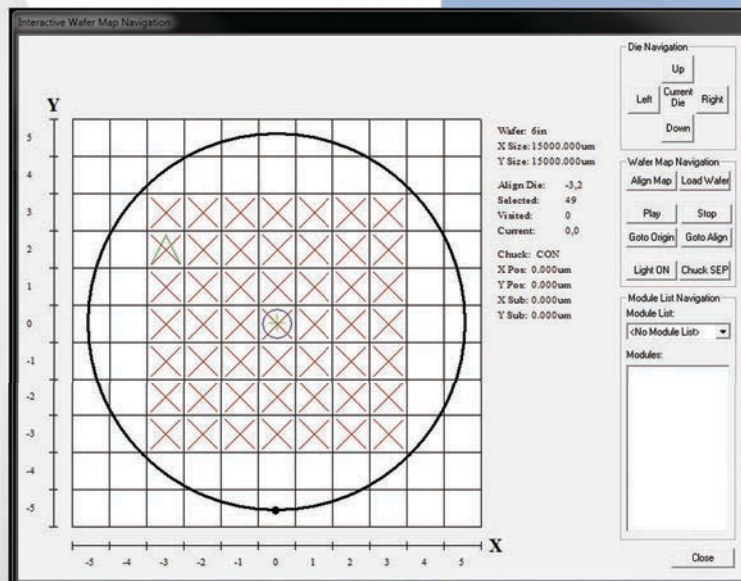 Interactive Wafer Map Navigation
Y
5
4
3
2
1
0
-1
-2
-3
-4
-5
-5
-4
-3
-2
-1
0
1
2
3
4
5
X
Wafer: 6in
X Size: 15000.000um
Y Size: 15000.000um
Align Die: -3,2
Selected: 49
Visited: 0
Current: 0,0
Chuck: CON
X Pos: 0.000um
Y Pos: 0.000um
X Sub: 0.000um
Y Sub: 0.000um
Die Navigation
Up
Left
Current
Die
Right
Down
Wafer Map Navigation
Align Map
Load Wafer
Play
Stop
Goto Origin
Goto Align
Light ON
Chuck SEP
Module List Navigation
Module List:
<No Module List>
Modules:
Close